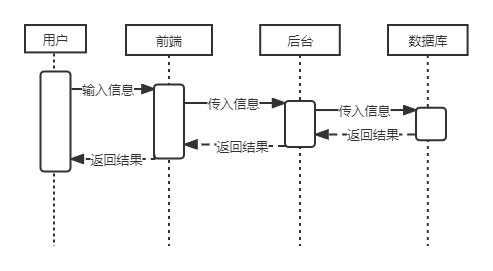 用户
前端
后台
数据库
输入信息
传入信息
传入信息
返回结果
返回结果
返回结果